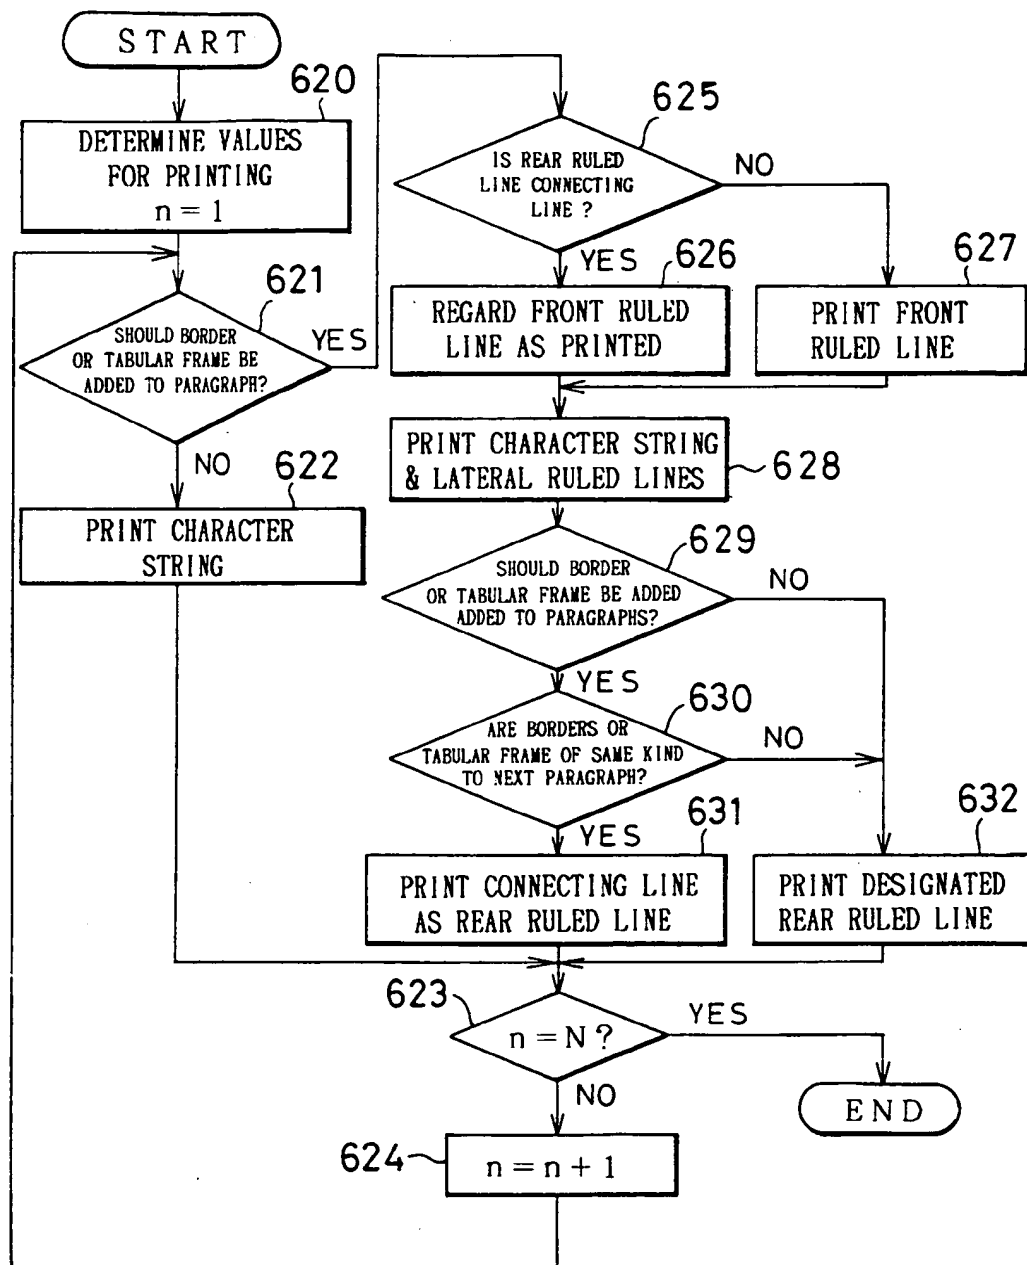 START
620
DETERMINE VALUES
FOR PRINTING
n = 1
621
SHOULD BORDER
OR TABULAR FRAME BE
ADDED TO PARAGRAPH?
YES
NO
622
PRINT CHARACTER
STRING
625
IS REAR RULED
LINE CONNECTING
LINE ?
NO
YES
626
REGARD FRONT RULED
LINE AS PRINTED
627
PRINT FRONT
RULED LINE
PRINT CHARACTER STRING
& LATERAL RULED LINES
628
629
SHOULD BORDER
OR TABULAR FRAME BE ADDED
ADDED TO PARAGRAPHS?
NO
YES
630
ARE BORDERS OR
TABULAR FRAME OF SAME KIND
TO NEXT PARAGRAPH?
NO
YES
631
PRINT CONNECTING LINE
AS REAR RULED LINE
632
PRINT DESIGNATED
REAR RULED LINE
623
n = N ?
YES
NO
END
624
n = n + 1